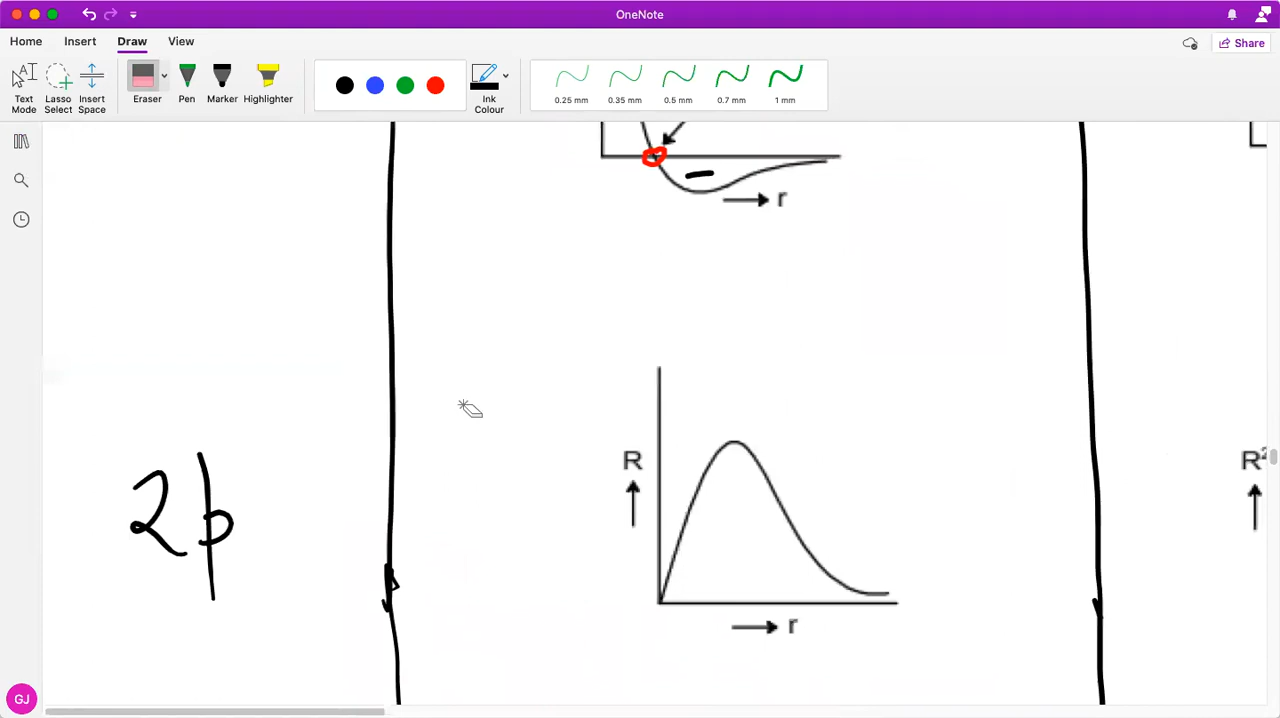 OneNote
Home Insert Draw View
Share
Text Mode
Lasso Select
Insert Space
Eraser
Pen
Marker
Highlighter
Ink Colour
0.25 mm
0.35 mm
0.5 mm
0.7 mm
1 mm
r
R
R²
2p
r
GJ